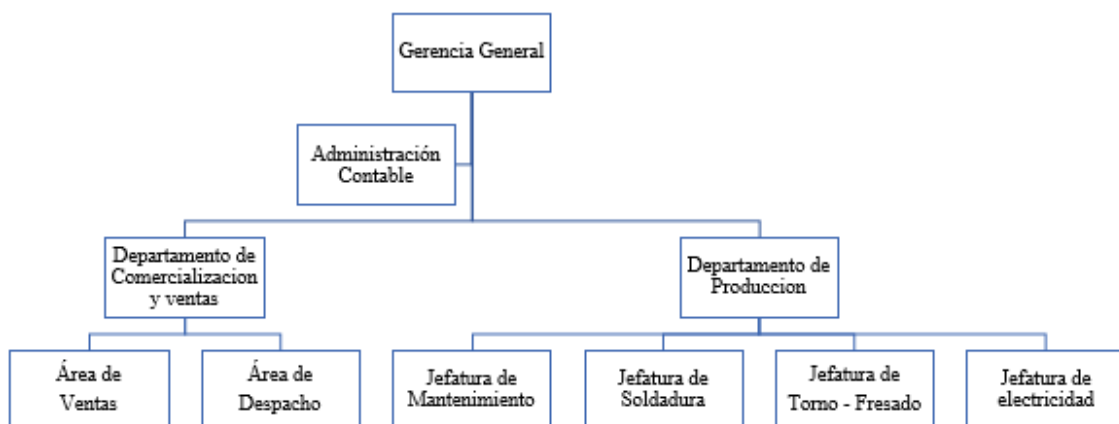 Gerencia General
Administración
Contable
Departamento de
Comercializacion
y ventas
Departamento de
Produccion
Área de
Ventas
Área de
Despacho
Jefatura de
Mantenimiento
Jefatura de
Soldadura
Jefatura de
Torno - Fresado
Jefatura de
electricidad